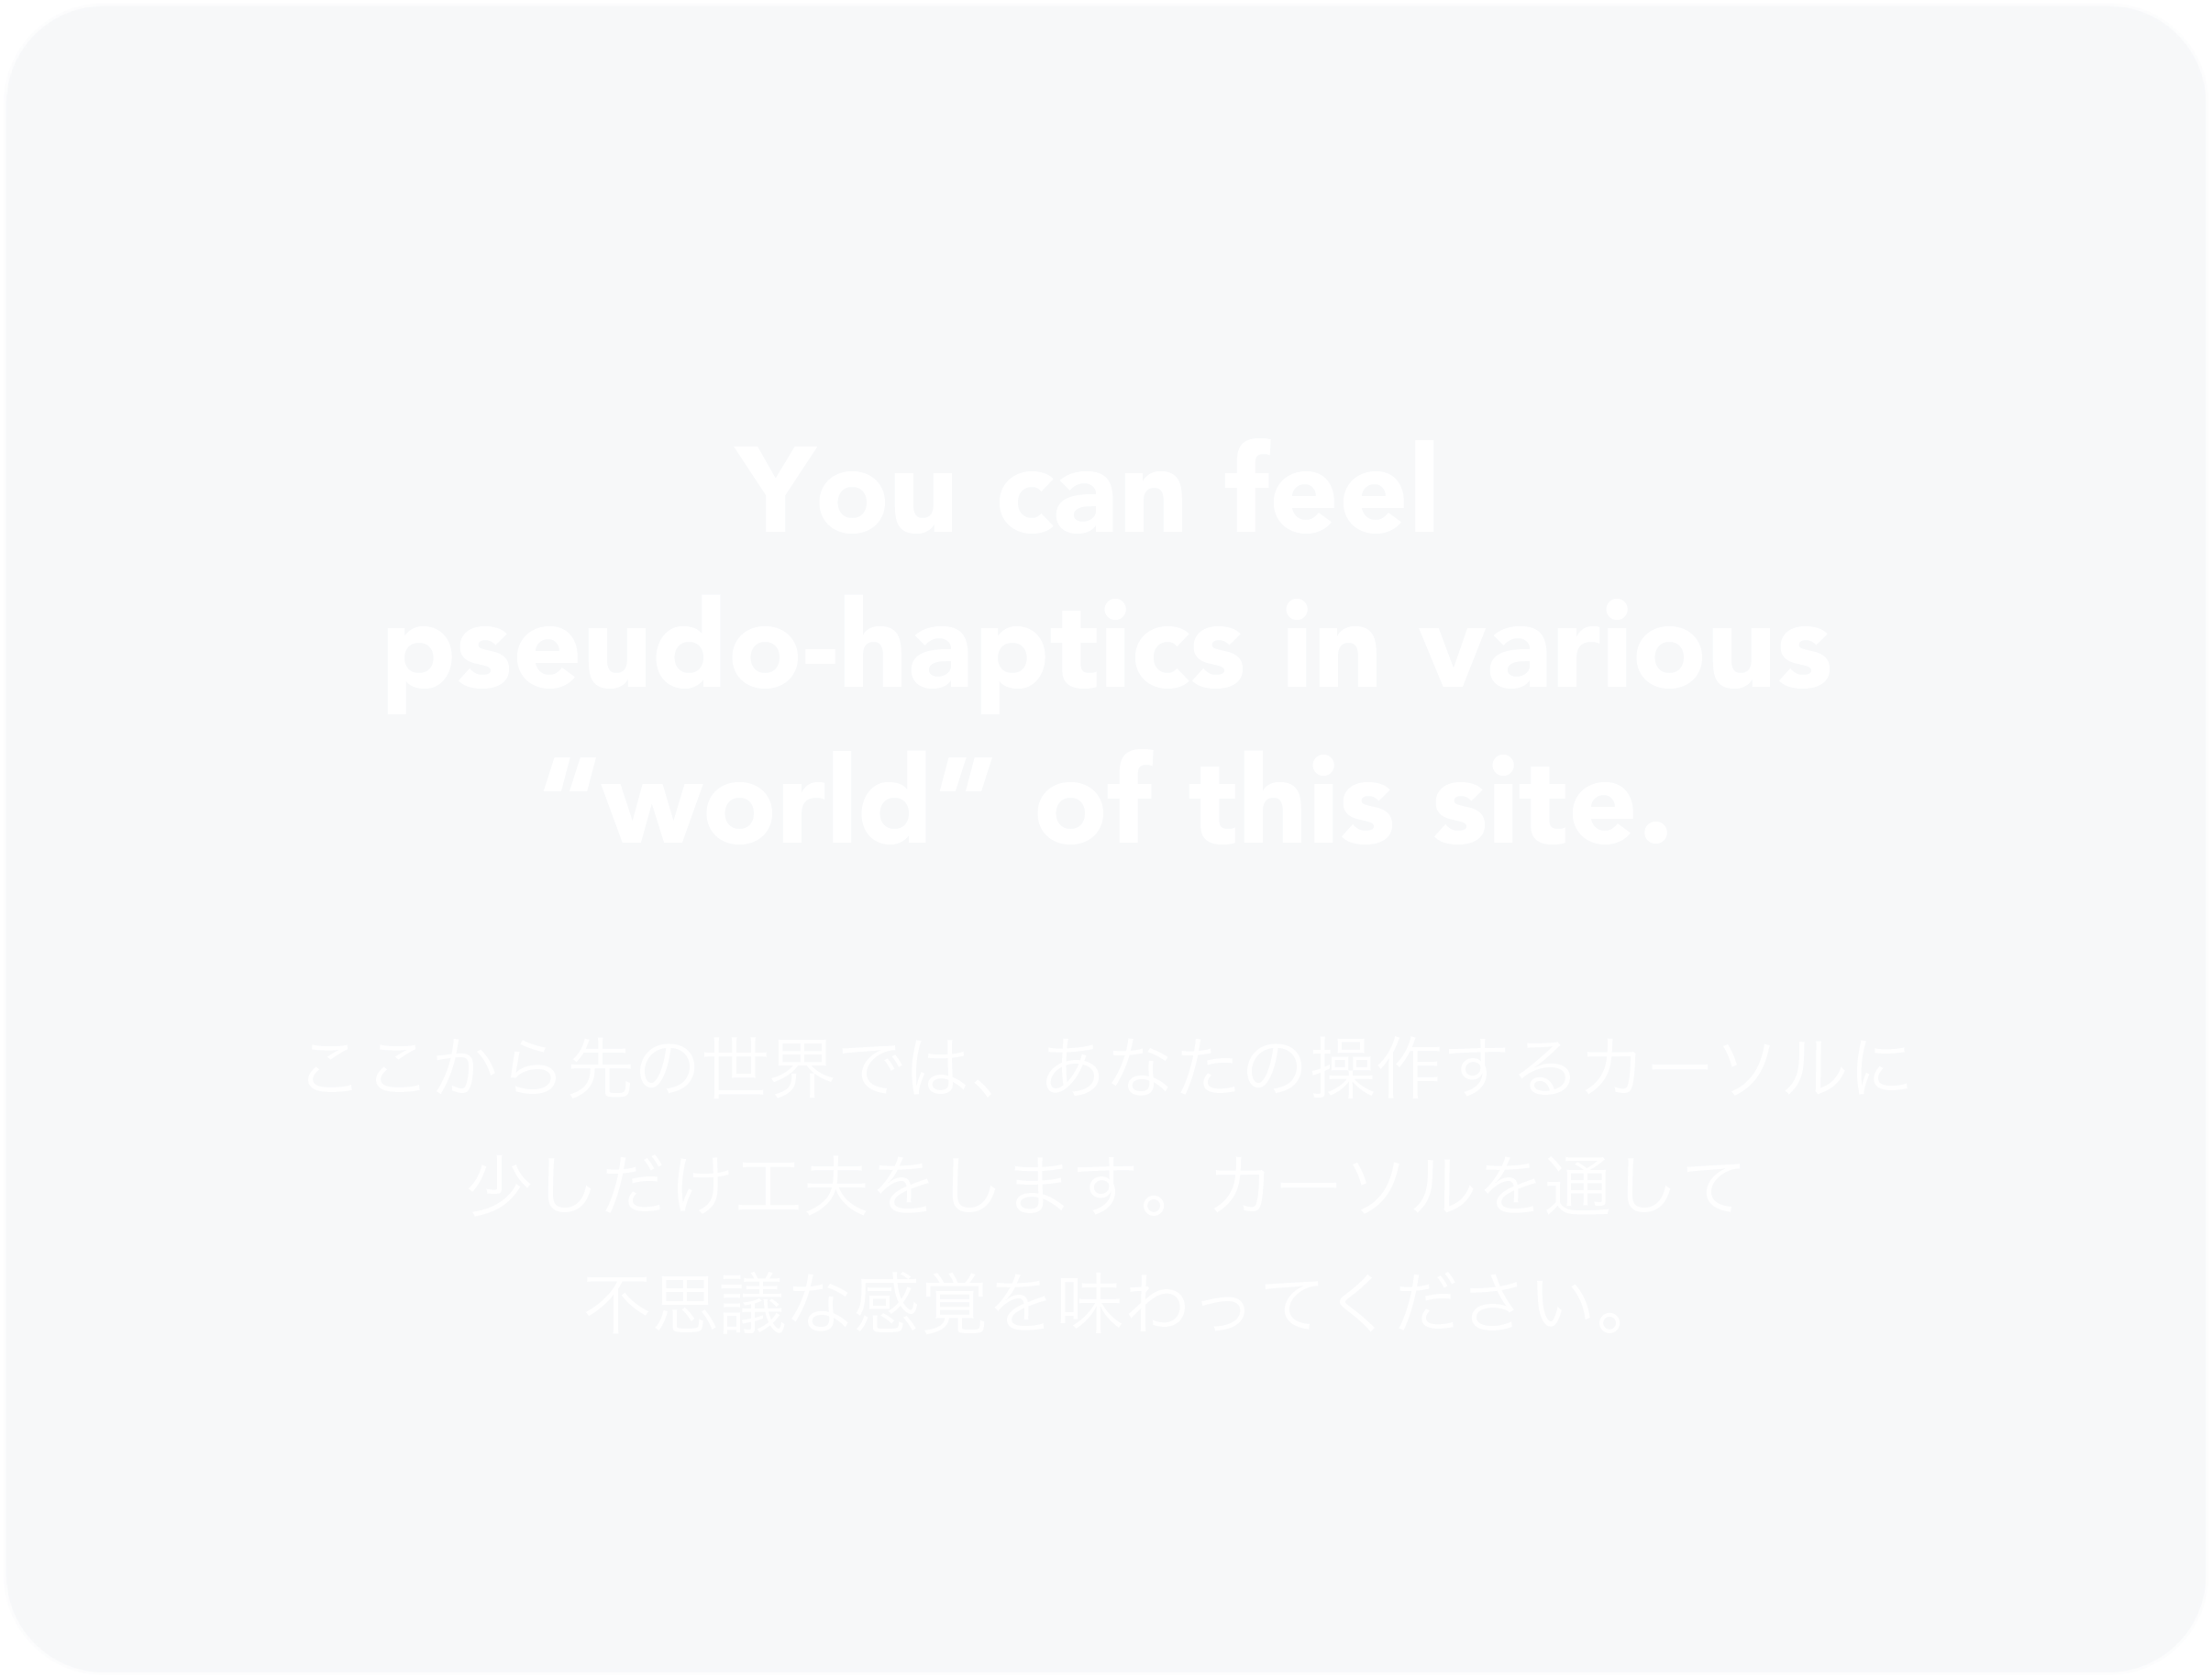 You can feel
pseudo-haptics in various
“world” of this site.
ここから先の世界では、あなたの操作するカーソルに
少しだけ工夫をします。カーソルを通して
不思議な感覚を味わってください。